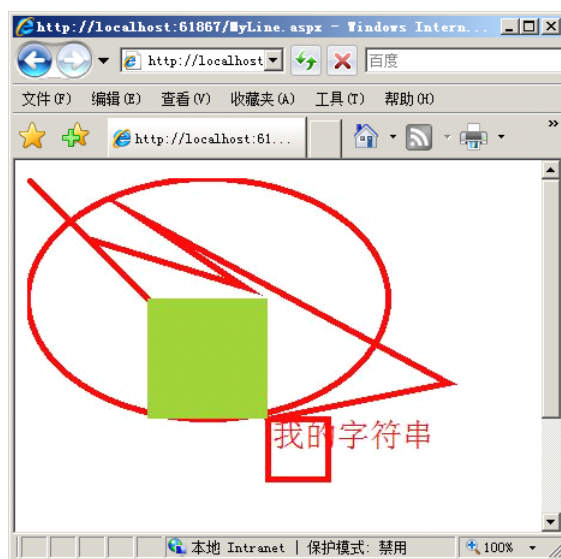 http://localhost:61867/MyLine.aspx - Windows Intern...
http://localhost
百度
文件(F) 编辑(E) 查看(V) 收藏夹(A) 工具(T) 帮助(H)
http://localhost:61...
»
我的字符串
本地 Intranet | 保护模式: 禁用 100%